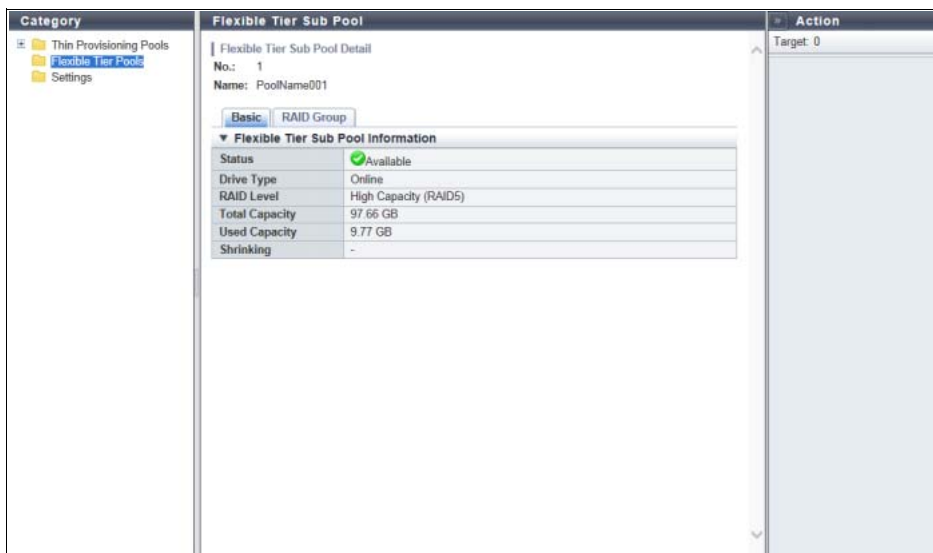 Category
Thin Provisioning Pools
Flexible Tier Pools
Settings
Flexible Tier Sub Pool
Flexible Tier Sub Pool Detail
No.: 1
Name: PoolName001
Basic RAID Group
Flexible Tier Sub Pool Information
Status Available
Drive Type Online
RAID Level High Capacity (RAID5)
Total Capacity 97.66 GB
Used Capacity 9.77 GB
Shrinking -
Action
Target: 0